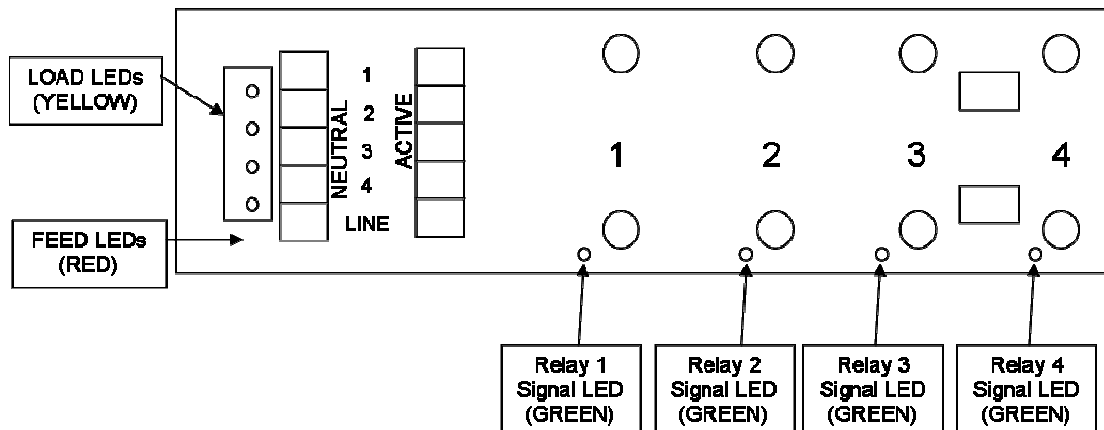 LOAD LEDs
(YELLOW)
FEED LEDs
(RED)
NEUTRAL
1
2
3
4
LINE
ACTIVE
1 2 3 4
Relay 1
Signal LED
(GREEN)
Relay 2
Signal LED
(GREEN)
Relay 3
Signal LED
(GREEN)
Relay 4
Signal LED
(GREEN)